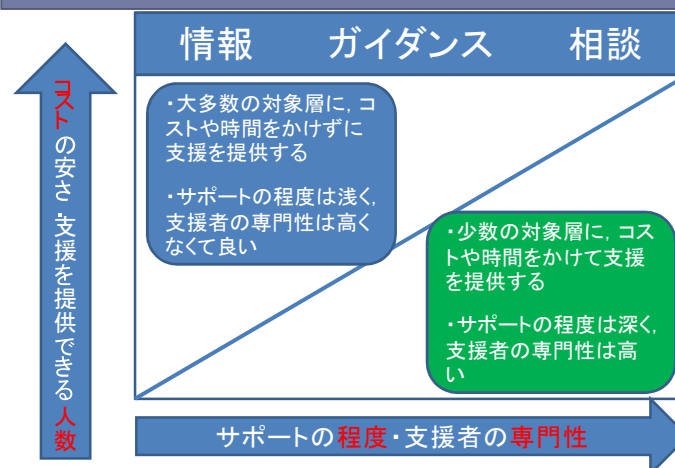 情報　ガイダンス　相談
コストの安さ・支援を提供できる人数
・大多数の対象層に，コ
ストや時間をかけずに
支援を提供する
・サポートの程度は浅く，
支援者の専門性は高く
なくて良い
・少数の対象層に，コス
トや時間をかけて支援
を提供する
・サポートの程度は深く，
支援者の専門性は高
い
サポートの程度・支援者の専門性